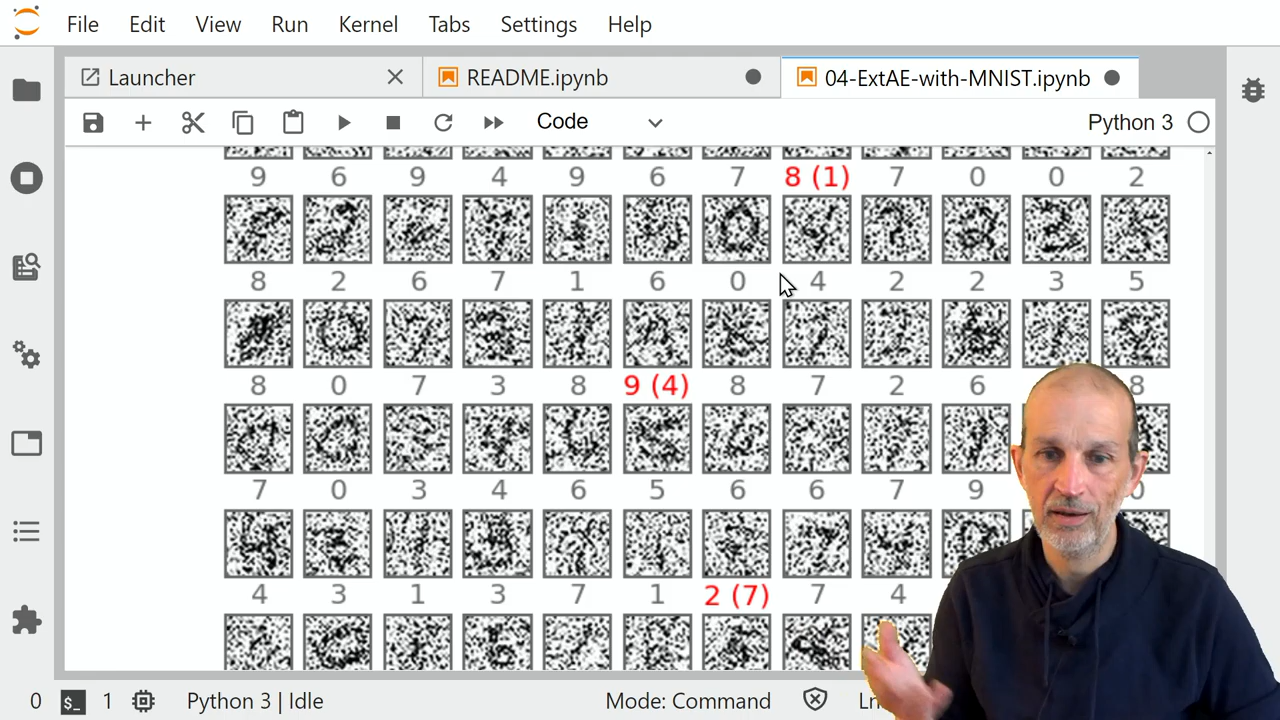 File Edit View Run Kernel Tabs Settings Help
Launcher README.ipynb 04-ExtAE-with-MNIST.ipynb
Code Python 3
9 6 9 4 9 6 7 8 (1) 7 0 0 2
8 2 6 7 1 6 0 4 2 2 3 5
8 0 7 3 8 9 (4) 8 7 2 6 8
7 0 3 4 6 5 6 6 7 9 0
4 3 1 3 7 1 2 (7) 7 4
0 $_ 1 Python 3 | Idle Mode: Command